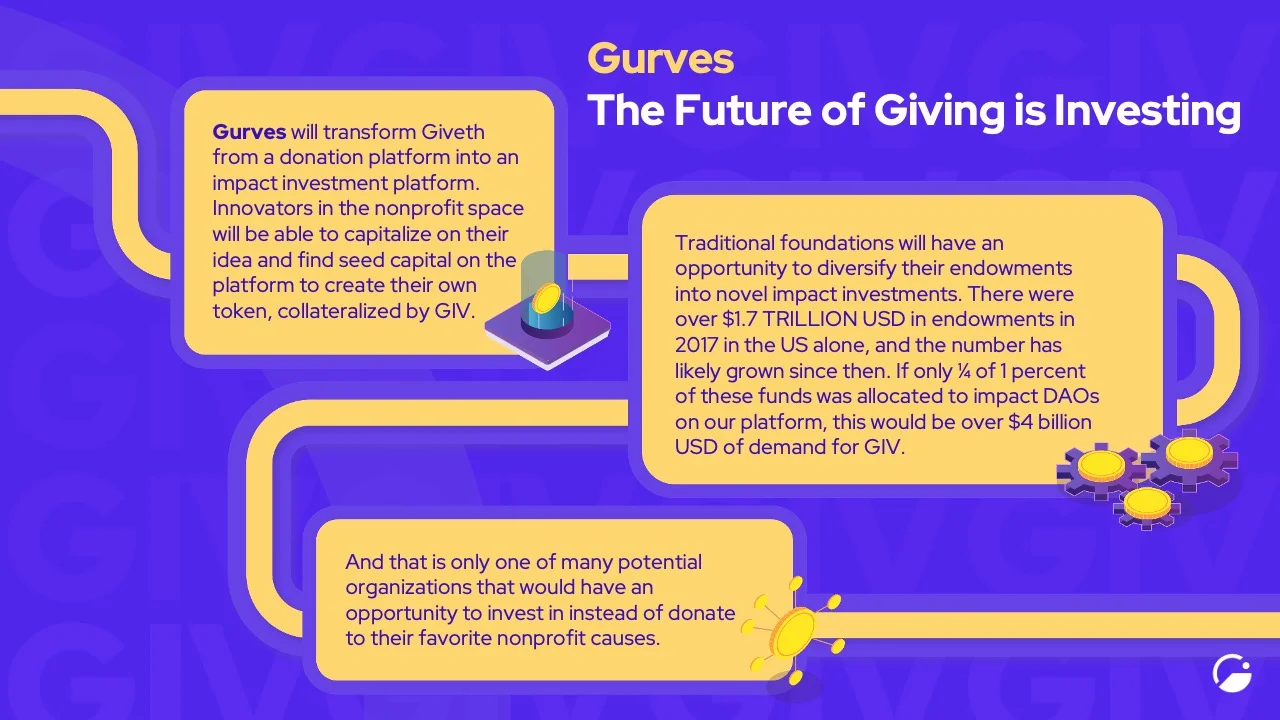 Gurves
The Future of Giving is Investing
Gurves will transform Giveth
from a donation platform into an
impact investment platform.
Innovators in the nonprofit space
will be able to capitalize on their
idea and find seed capital on the
platform to create their own
token, collateralized by GIV.
Traditional foundations will have an
opportunity to diversify their endowments
into novel impact investments. There were
over $1.7 TRILLION USD in endowments in
2017 in the US alone, and the number has
likely grown since then. If only ¼ of 1 percent
of these funds was allocated to impact DAOs
on our platform, this would be over $4 billion
USD of demand for GIV.
And that is only one of many potential
organizations that would have an
opportunity to invest in instead of donate
to their favorite nonprofit causes.